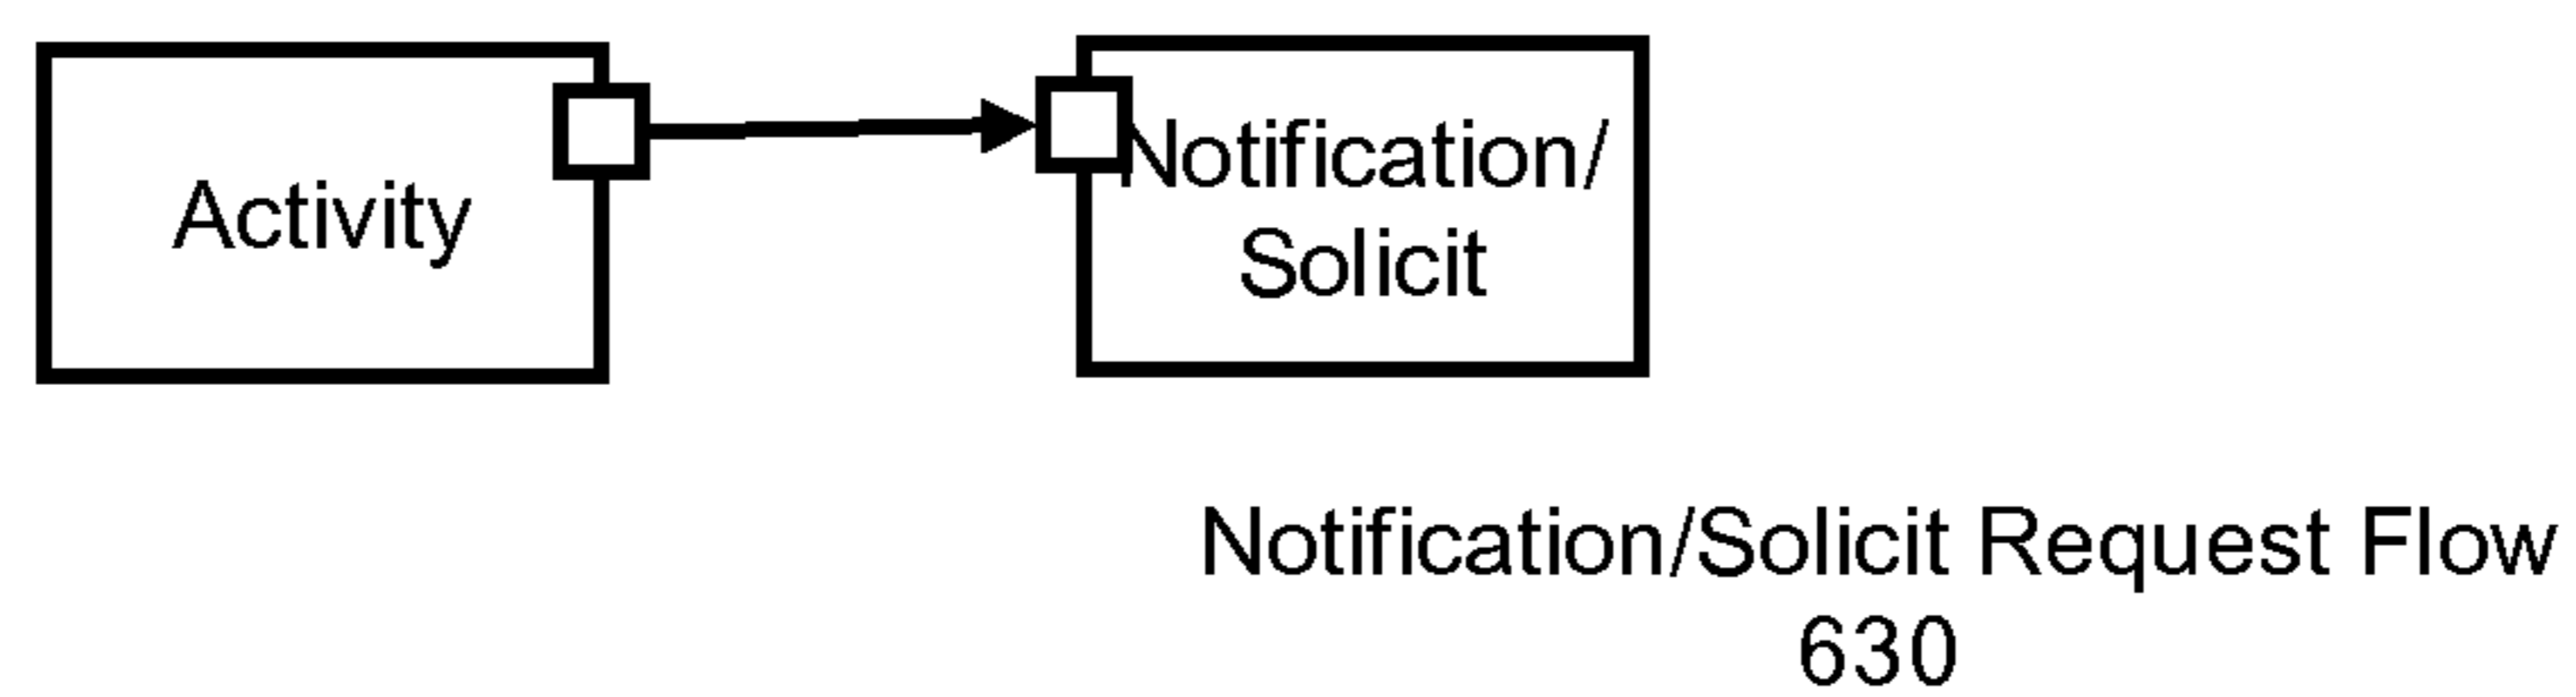 Activity
Notification/
Solicit
Notification/Solicit Request Flow
630